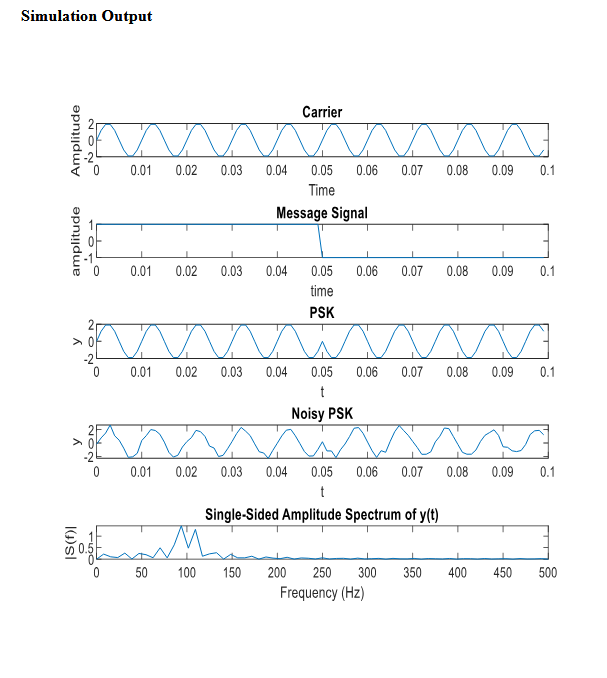 Simulation Output
Carrier
Amplitude
2
0
-2
0 0.01 0.02 0.03 0.04 0.05 0.06 0.07 0.08 0.09 0.1
Time
Message Signal
amplitude
1
0
-1
0 0.01 0.02 0.03 0.04 0.05 0.06 0.07 0.08 0.09 0.1
time
PSK
y
2
0
-2
0 0.01 0.02 0.03 0.04 0.05 0.06 0.07 0.08 0.09 0.1
t
Noisy PSK
y
2
0
-2
0 0.01 0.02 0.03 0.04 0.05 0.06 0.07 0.08 0.09 0.1
t
Single-Sided Amplitude Spectrum of y(t)
|S(f)|
1
0.5
0
0 50 100 150 200 250 300 350 400 450 500
Frequency (Hz)